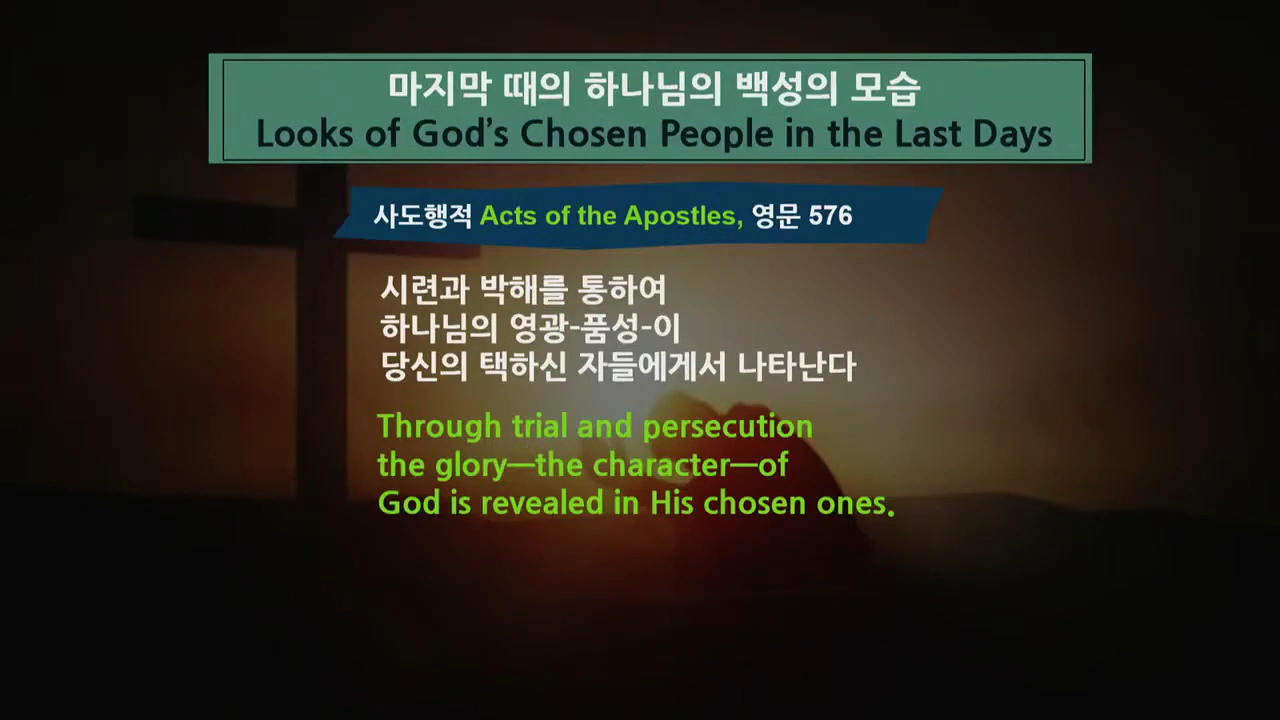 마지막 때의 하나님의 백성의 모습
Looks of God’s Chosen People in the Last Days
사도행적 Acts of the Apostles, 영문 576
시련과 박해를 통하여
하나님의 영광-품성-이
당신의 택하신 자들에게서 나타난다
Through trial and persecution
the glory—the character—of
God is revealed in His chosen ones.